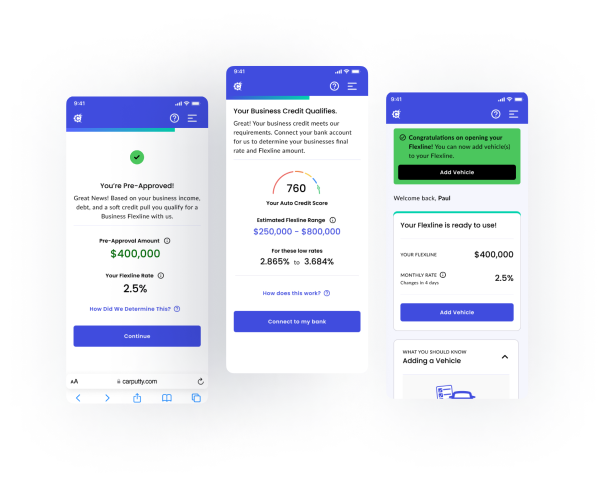 9:41
You're Pre-Approved!
Great News! Based on your business income,
debt, and a soft credit pull you qualify for a
Business Flexline with us.
Pre-Approval Amount
$400,000
Your Flexline Rate
2.5%
How Did We Determine This?
Continue
AA
carputty.com
9:41
Your Business Credit Qualifies.
Great! Your business credit meets our
requirements. Connect your bank account
for us to determine your businesses final
rate and Flexline amount.
760
Your Auto Credit Score
Estimated Flexline Range
$250,000 - $800,000
For these low rates
2.865% to 3.684%
How does this work?
Connect to my bank
9:41
Congratulations on opening your
Flexline! You can now add vehicle(s)
to your Flexline.
Add Vehicle
Welcome back, Paul
Your Flexline is ready to use!
YOUR FLEXLINE $400,000
MONTHLY RATE 2.5%
Changes in 4 days
Add Vehicle
WHAT YOU SHOULD KNOW
Adding a Vehicle